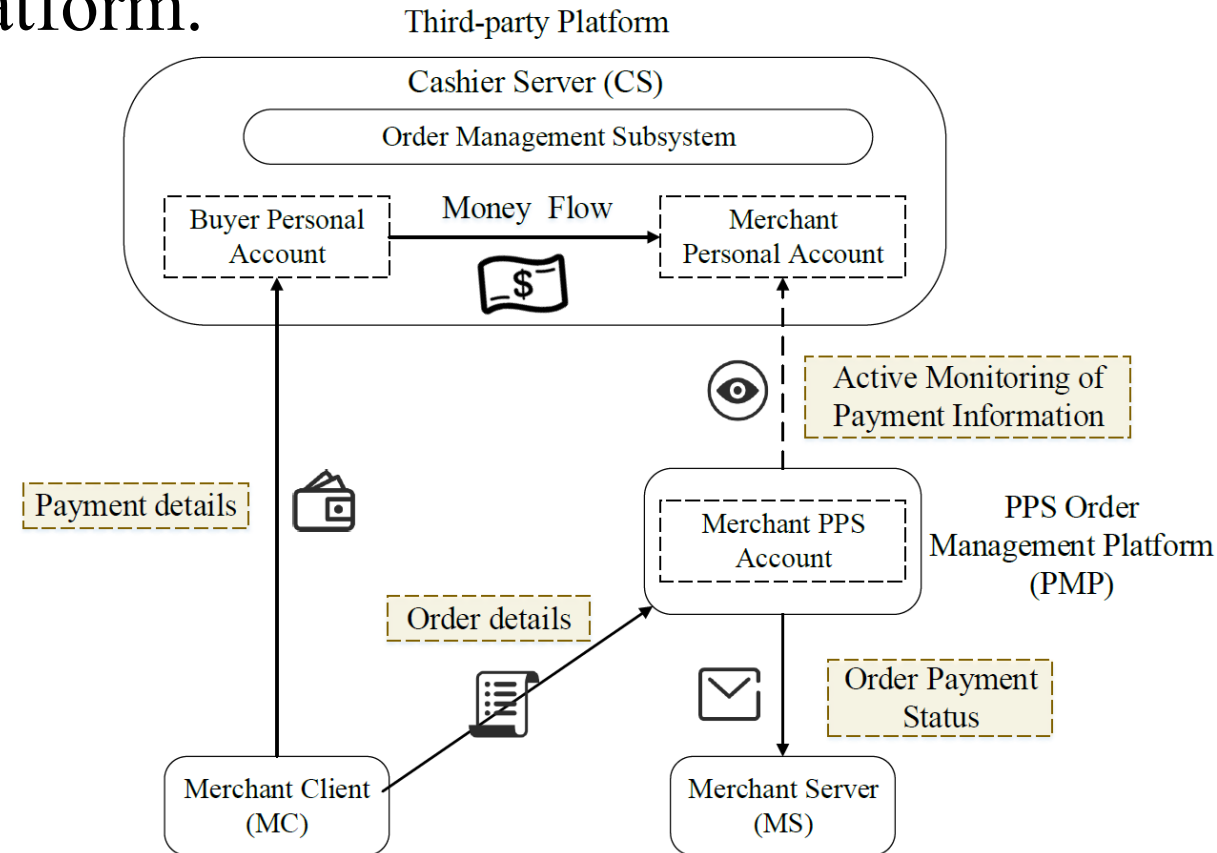 atform.
Third-party Platform
Cashier Server (CS)
Order Management Subsystem
Buyer Personal
Account
Money Flow
$
Merchant
Personal Account
Active Monitoring of
Payment Information
Payment details
Merchant PPS
Account
PPS Order
Management Platform
(PMP)
Order details
Order Payment
Status
Merchant Client
(MC)
Merchant Server
(MS)